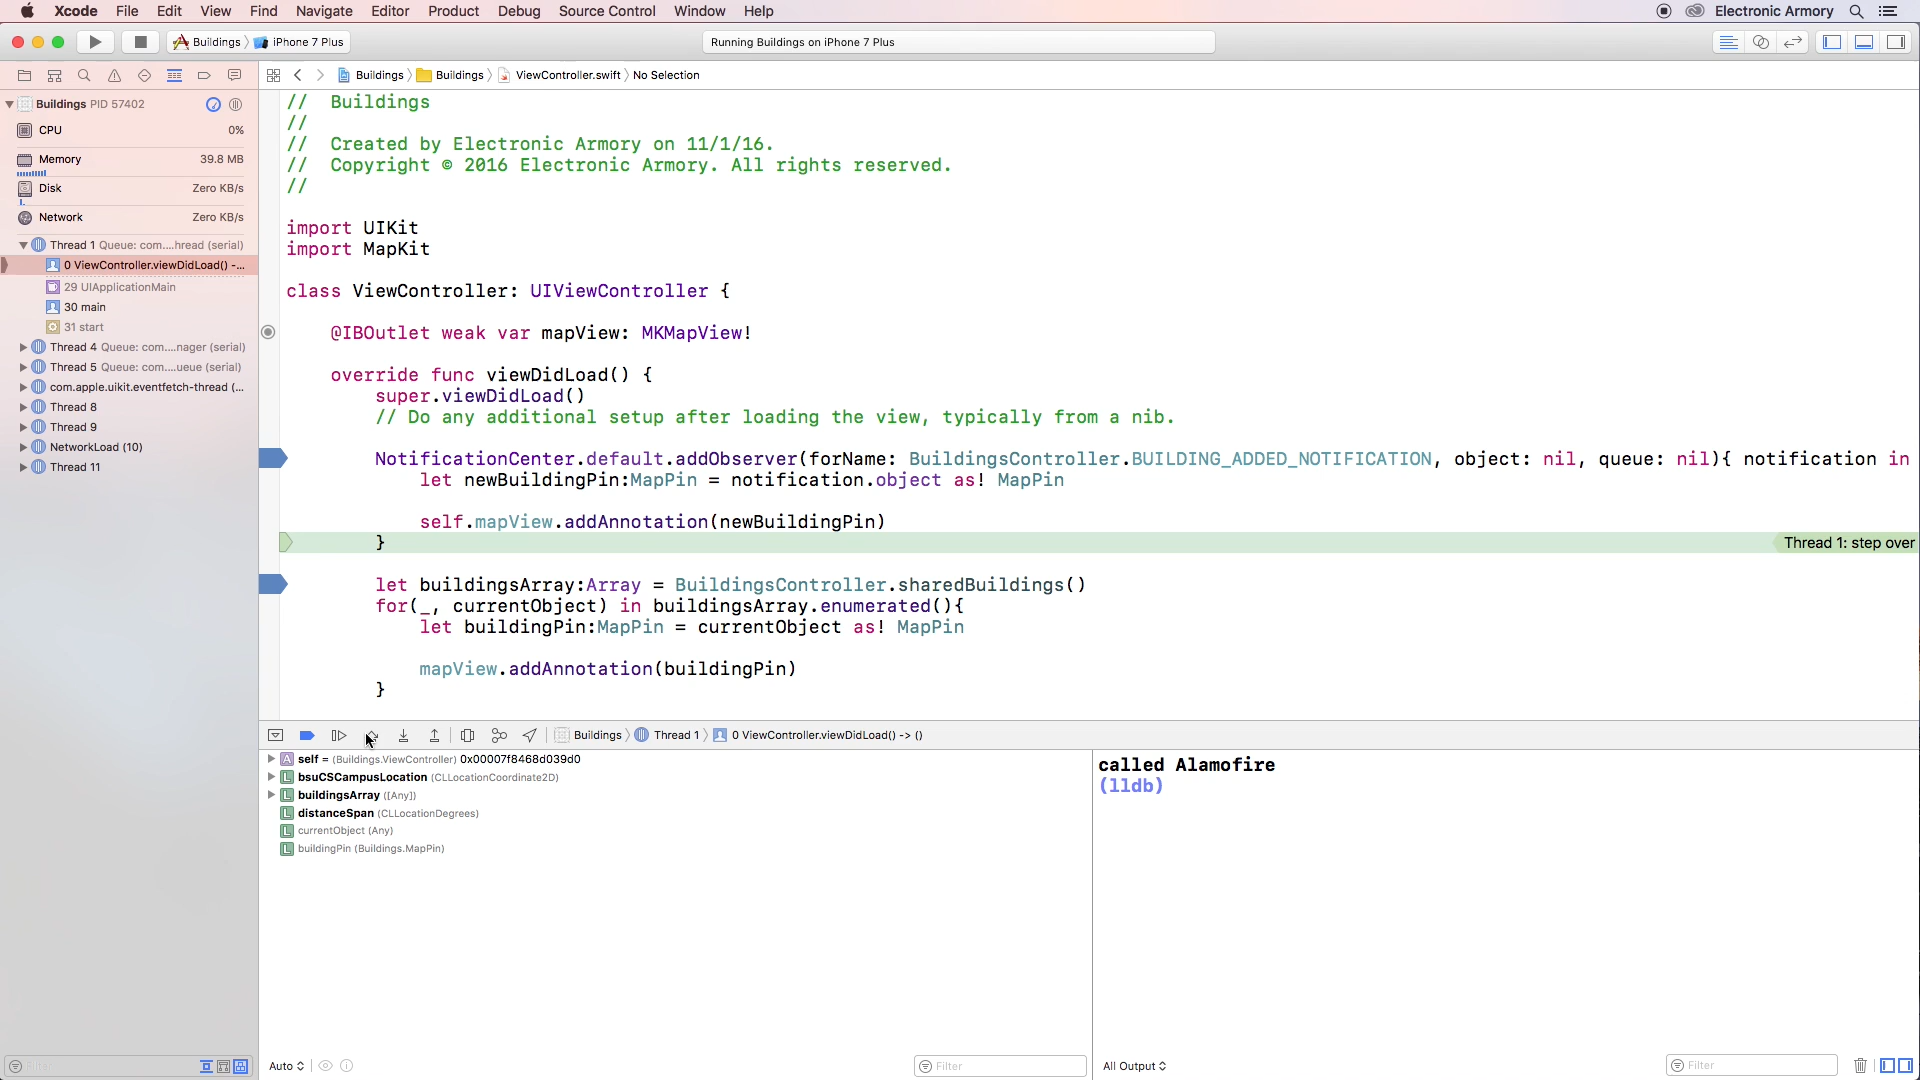 Xcode File Edit View Find Navigate Editor Product Debug Source Control Window Help Electronic Armory
Buildings iPhone 7 Plus Running Buildings on iPhone 7 Plus
Buildings Buildings ViewController.swift No Selection
Buildings PID 57402
CPU 0%
Memory 39.8 MB
Disk Zero KB/s
Network Zero KB/s
Thread 1 Queue: com....hread (serial)
0 ViewController.viewDidLoad() -...
29 UIApplicationMain
30 main
31 start
Thread 4 Queue: com....nager (serial)
Thread 5 Queue: com....ueue (serial)
com.apple.uikit.eventfetch-thread (...
Thread 8
Thread 9
NetworkLoad (10)
Thread 11
// Buildings
//
// Created by Electronic Armory on 11/1/16.
// Copyright © 2016 Electronic Armory. All rights reserved.
//
import UIKit
import MapKit
class ViewController: UIViewController {
@IBOutlet weak var mapView: MKMapView!
override func viewDidLoad() {
super.viewDidLoad()
// Do any additional setup after loading the view, typically from a nib.
NotificationCenter.default.addObserver(forName: BuildingsController.BUILDING_ADDED_NOTIFICATION, object: nil, queue: nil){ notification in
let newBuildingPin:MapPin = notification.object as! MapPin
self.mapView.addAnnotation(newBuildingPin)
} Thread 1: step over
let buildingsArray:Array = BuildingsController.sharedBuildings()
for(_, currentObject) in buildingsArray.enumerated(){
let buildingPin:MapPin = currentObject as! MapPin
mapView.addAnnotation(buildingPin)
}
Buildings Thread 1 0 ViewController.viewDidLoad() -> ()
A self = (Buildings.ViewController) 0x00007f8468d039d0
L bsuCSCampusLocation (CLLocationCoordinate2D)
L buildingsArray ([Any])
L distanceSpan (CLLocationDegrees)
L currentObject (Any)
L buildingPin (Buildings.MapPin)
called Alamofire
(lldb)
Filter Auto Filter All Output Filter